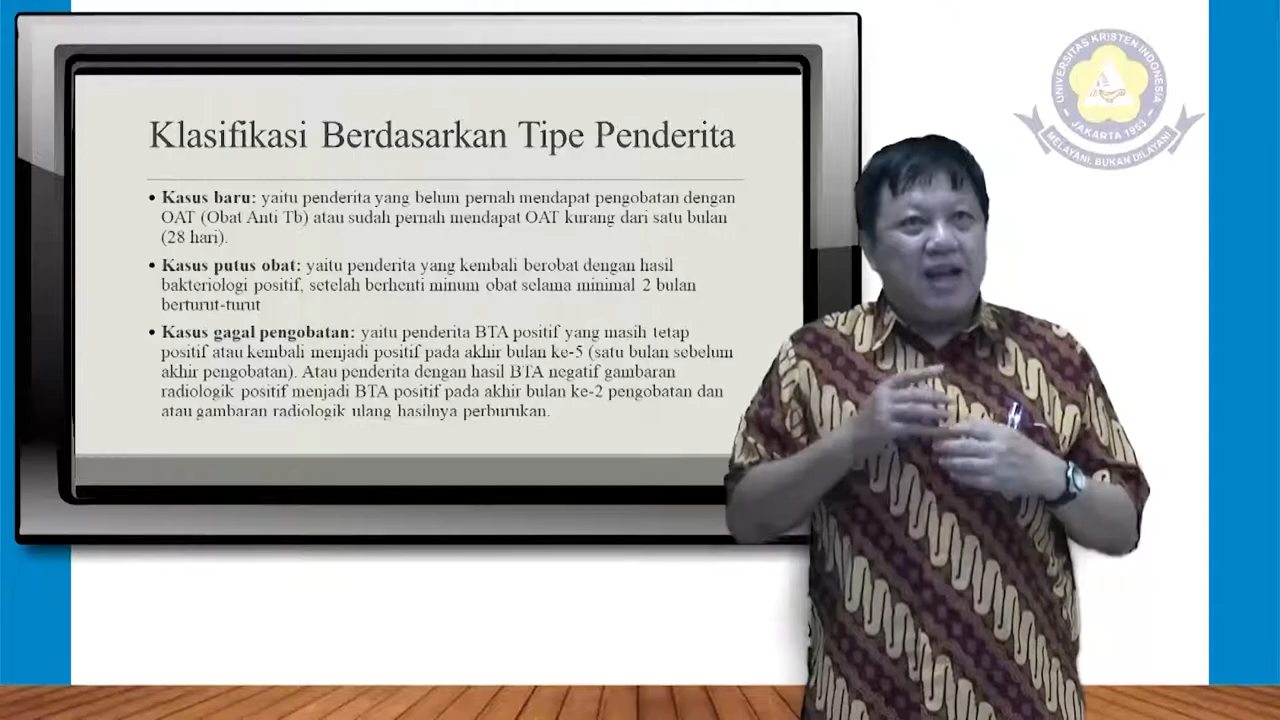 Klasifikasi Berdasarkan Tipe Penderita
• Kasus baru: yaitu penderita yang belum pernah mendapat pengobatan dengan
OAT (Obat Anti Tb) atau sudah pernah mendapat OAT kurang dari satu bulan
(28 hari).
• Kasus putus obat: yaitu penderita yang kembali berobat dengan hasil
bakteriologi positif, setelah berhenti minum obat selama minimal 2 bulan
berturut-turut
• Kasus gagal pengobatan: yaitu penderita BTA positif yang masih tetap
positif atau kembali menjadi positif pada akhir bulan ke-5 (satu bulan sebelum
akhir pengobatan). Atau penderita dengan hasil BTA negatif gambaran
radiologik positif menjadi BTA positif pada akhir bulan ke-2 pengobatan dan
atau gambaran radiologik ulang hasilnya perburukan.
UNIVERSITAS KRISTEN INDONESIA
- JAKARTA 1953 -
MELAYANI, BUKAN DILAYANI